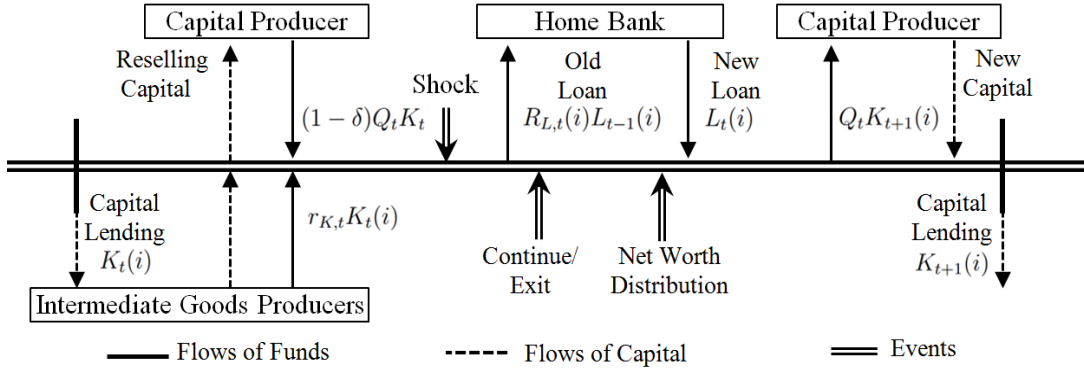 Capital Producer
Home Bank
Capital Producer
Reselling
Capital
Shock
Old
Loan
New
Loan
New
Capital
(1 − δ)Q_tK_t
R_{L,t}(i)L_{t−1}(i)
L_t(i)
Q_tK_{t+1}(i)
Capital
Lending
K_t(i)
r_{K,t}K_t(i)
Continue/
Exit
Net Worth
Distribution
Capital
Lending
K_{t+1}(i)
Intermediate Goods Producers
Flows of Funds
Flows of Capital
Events